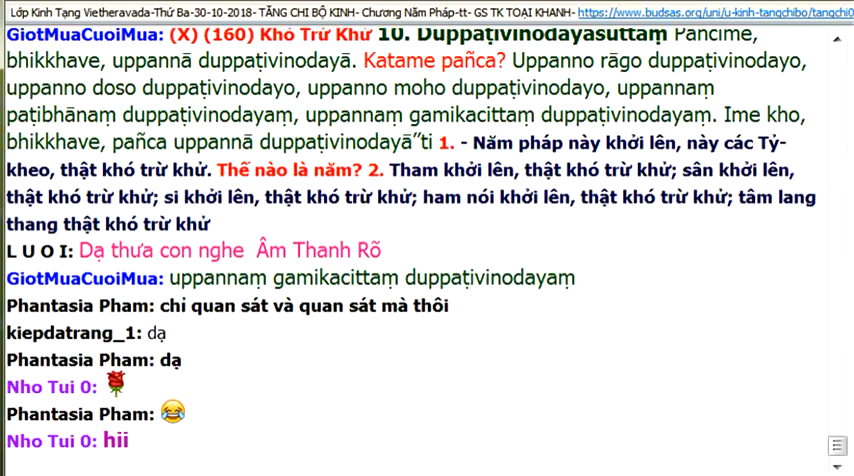 Lớp Kinh Tạng Vietheravada-Thứ Ba-30-10-2018- TĂNG CHI BỘ KINH- Chương Năm Pháp-tt- GS TK TOẠI KHANH- https://www.budsas.org/uni/u-kinh-tangchibo/tangchi0
GiotMuaCuoiMua: (X) (160) Khó Trừ Khử 10. Duppaṭivinodayasuttaṃ Pañcime,
bhikkhave, uppannā duppaṭivinodayā. Katame pañca? Uppanno rāgo duppaṭivinodayo,
uppanno doso duppaṭivinodayo, uppanno moho duppaṭivinodayo, uppannaṃ
paṭibhānaṃ duppaṭivinodayaṃ, uppannaṃ gamikacittaṃ duppaṭivinodayaṃ. Ime kho,
bhikkhave, pañca uppannā duppaṭivinodayā”ti 1. - Năm pháp này khởi lên, này các Tỷ-
kheo, thật khó trừ khử. Thế nào là năm? 2. Tham khởi lên, thật khó trừ khử; sân khởi lên,
thật khó trừ khử; si khởi lên, thật khó trừ khử; ham nói khởi lên, thật khó trừ khử; tâm lang
thang thật khó trừ khử
L U O I: Dạ thưa con nghe Âm Thanh Rõ
GiotMuaCuoiMua: uppannaṃ gamikacittaṃ duppaṭivinodayaṃ
Phantasia Pham: chỉ quan sát và quan sát mà thôi
kiepdatrang_1: dạ
Phantasia Pham: dạ
Nho Tui 0:
Phantasia Pham:
Nho Tui 0: hii